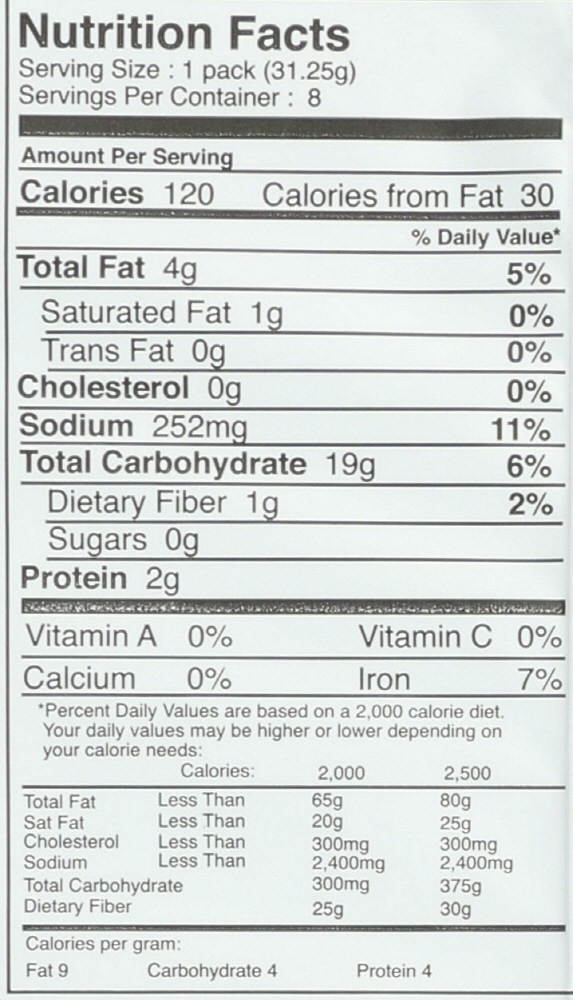 Nutrition Facts
Serving Size : 1 pack (31.25g)
Servings Per Container : 8
Amount Per Serving
Calories 120 Calories from Fat 30
% Daily Value*
Total Fat 4g 5%
Saturated Fat 1g 0%
Trans Fat 0g 0%
Cholesterol 0g 0%
Sodium 252mg 11%
Total Carbohydrate 19g 6%
Dietary Fiber 1g 2%
Sugars 0g
Protein 2g
Vitamin A 0% Vitamin C 0%
Calcium 0% Iron 7%
*Percent Daily Values are based on a 2,000 calorie diet.
Your daily values may be higher or lower depending on
your calorie needs:
Calories: 2,000 2,500
Total Fat Less Than 65g 80g
Sat Fat Less Than 20g 25g
Cholesterol Less Than 300mg 300mg
Sodium Less Than 2,400mg 2,400mg
Total Carbohydrate 300mg 375g
Dietary Fiber 25g 30g
Calories per gram:
Fat 9 Carbohydrate 4 Protein 4